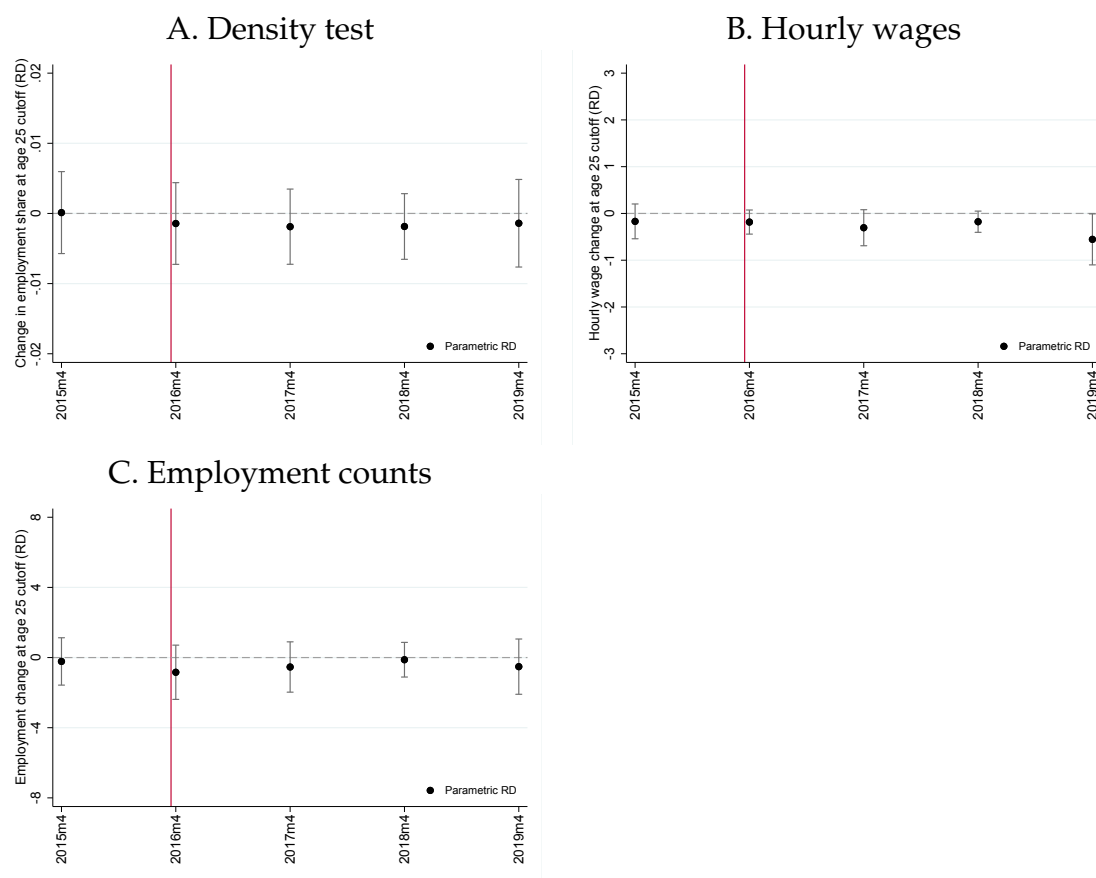 A. Density test
Change in employment share at age 25 cutoff (RD)
.02
.01
0
-.01
-.02
Parametric RD
2015m4
2016m4
2017m4
2018m4
2019m4
B. Hourly wages
Hourly wage change at age 25 cutoff (RD)
3
2
1
0
-1
-2
-3
Parametric RD
2015m4
2016m4
2017m4
2018m4
2019m4
C. Employment counts
Employment change at age 25 cutoff (RD)
8
4
0
-4
-8
Parametric RD
2015m4
2016m4
2017m4
2018m4
2019m4